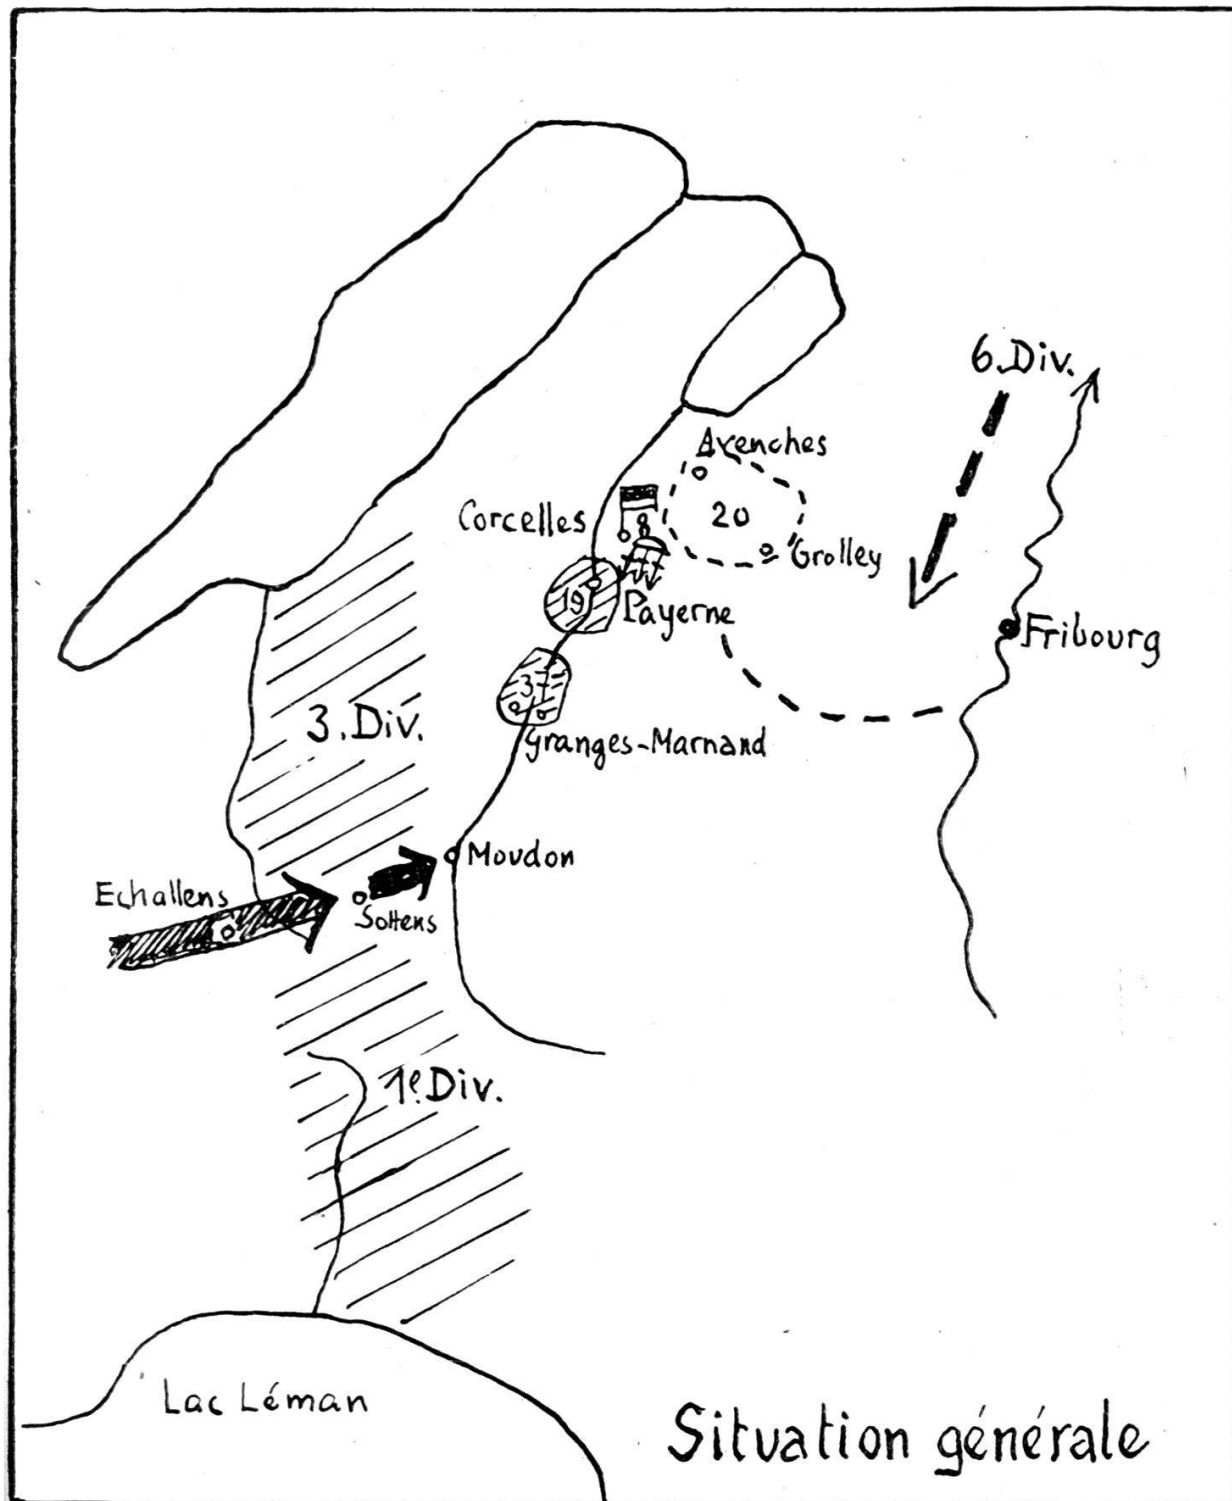 6.Div.
Avenches
Corcelles
8
20
Grolley
19
Payerne
Fribourg
3
3.Div.
Granges-Marnand
Moudon
Echallens
Sottens
1e.Div.
Lac Léman
Situation générale